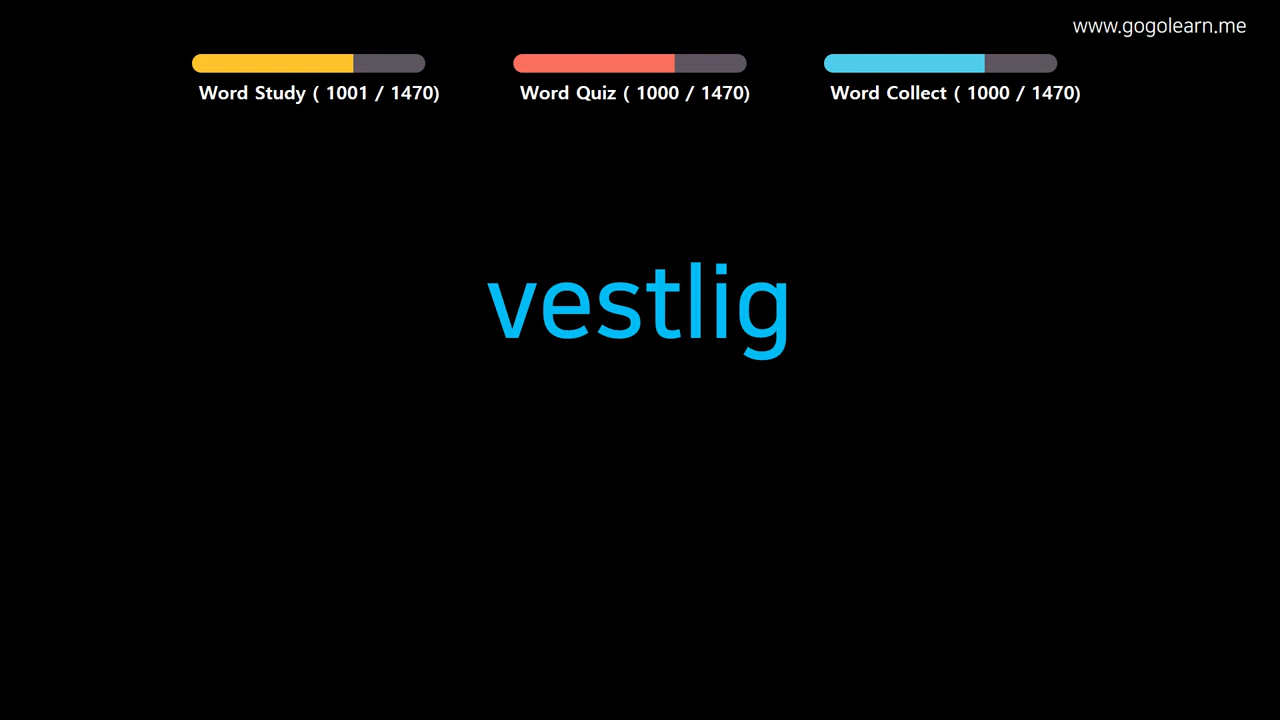 www.gogolearn.me
Word Study ( 1001 / 1470)
Word Quiz ( 1000 / 1470)
Word Collect ( 1000 / 1470)
vestlig